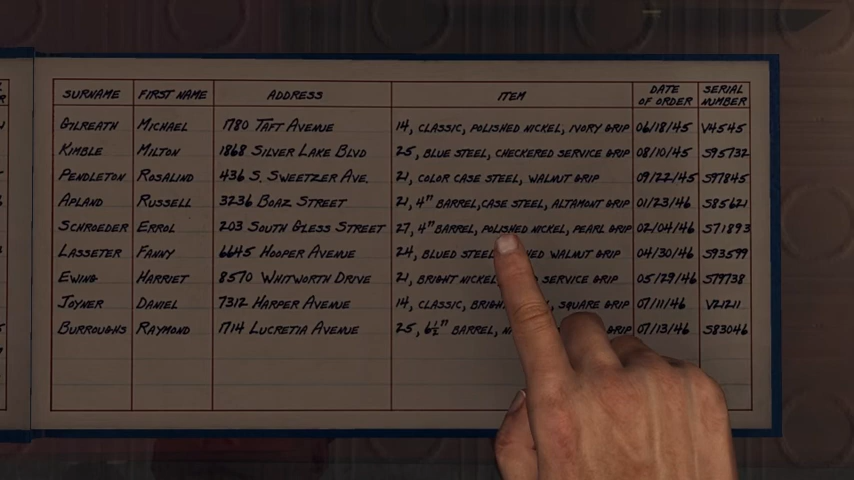 SURNAME FIRST NAME ADDRESS ITEM DATE OF ORDER SERIAL NUMBER
GILREATH MICHAEL 1780 TAFT AVENUE 14, CLASSIC, POLISHED NICKEL, IVORY GRIP 06/18/45 V4545
KIMBLE MILTON 1868 SILVER LAKE BLVD 25, BLUE STEEL, CHECKERED SERVICE GRIP 08/10/45 S95732
PENDLETON ROSALIND 436 S. SWEETZER AVE. 21, COLOR CASE STEEL, WALNUT GRIP 09/22/45 S97845
APLAND RUSSELL 3236 BOAZ STREET 21, 4" BARREL, CASE STEEL, ALTAMONT GRIP 01/23/46 S85621
SCHROEDER ERROL 203 SOUTH GLESS STREET 27, 4" BARREL, POLISHED NICKEL, PEARL GRIP 02/04/46 S71893
LASSETER FANNY 6645 HOOPER AVENUE 24, BLUED STEEL WALNUT GRIP 04/30/46 S93599
EWING HARRIET 8570 WHITWORTH DRIVE 21, BRIGHT NICKEL SERVICE GRIP 05/29/46 S79738
JOYNER DANIEL 7312 HARPER AVENUE 14, CLASSIC, SQUARE GRIP 07/11/46 V21211
BURROUGHS RAYMOND 1714 LUCRETIA AVENUE 25, 6½" BARREL, GRIP 07/13/46 S83046